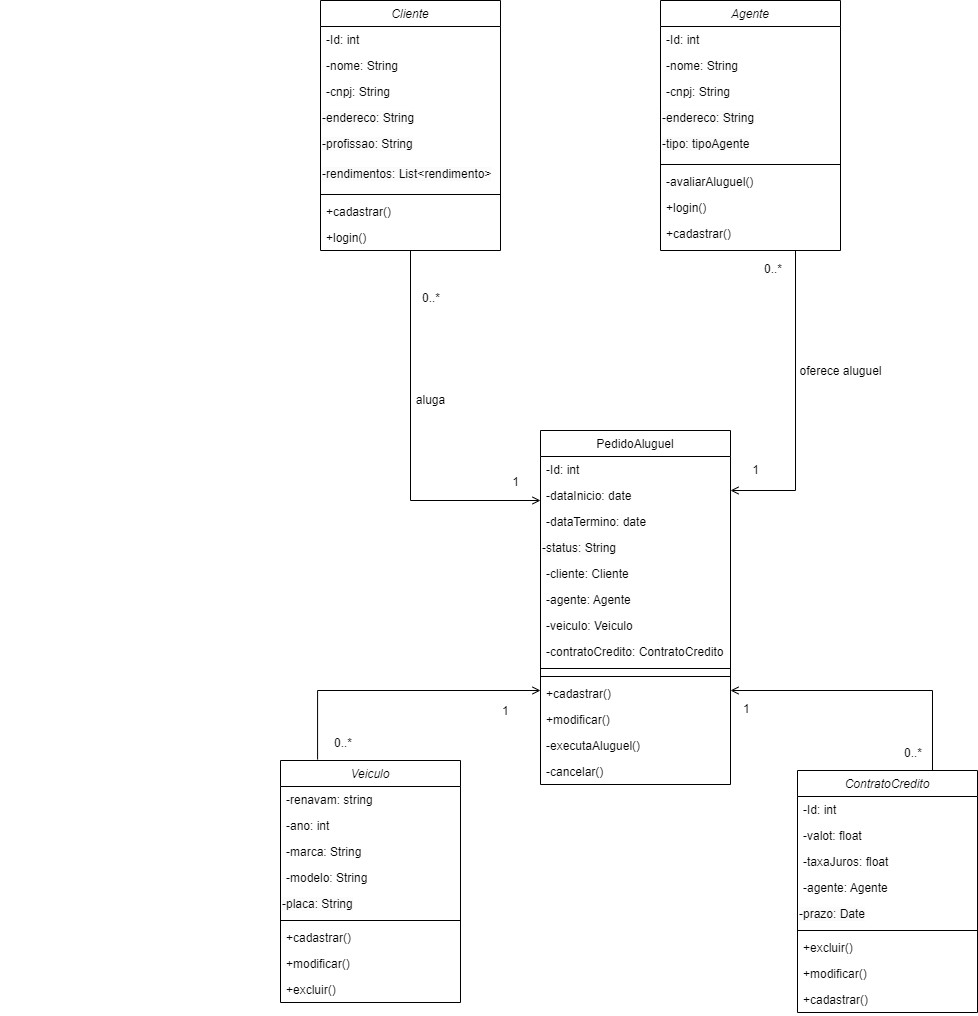 Cliente
-Id: int
-nome: String
-cnpj: String
-endereco: String
-profissao: String
-rendimentos: List<rendimento>
+cadastrar()
+login()
Agente
-Id: int
-nome: String
-cnpj: String
-endereco: String
-tipo: tipoAgente
-avaliarAluguel()
+login()
+cadastrar()
0..*
aluga
1
0..*
oferece aluguel
1
PedidoAluguel
-Id: int
-dataInicio: date
-dataTermino: date
-status: String
-cliente: Cliente
-agente: Agente
-veiculo: Veiculo
-contratoCredito: ContratoCredito
+cadastrar()
+modificar()
-executaAluguel()
-cancelar()
1
0..*
1
0..*
Veiculo
-renavam: string
-ano: int
-marca: String
-modelo: String
-placa: String
+cadastrar()
+modificar()
+excluir()
ContratoCredito
-Id: int
-valot: float
-taxaJuros: float
-agente: Agente
-prazo: Date
+excluir()
+modificar()
+cadastrar()